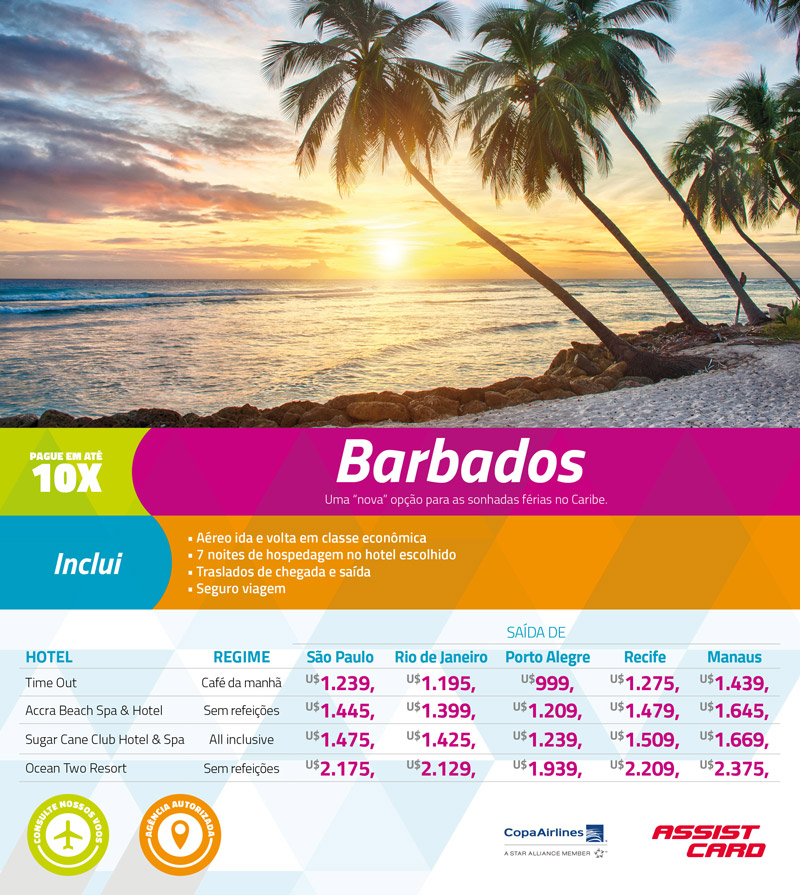 PAGUE EM ATÉ
10X
Barbados
Uma “nova” opção para as sonhadas férias no Caribe.
Inclui
• Aéreo ida e volta em classe econômica
• 7 noites de hospedagem no hotel escolhido
• Traslados de chegada e saída
• Seguro viagem
SAÍDA DE
HOTEL REGIME São Paulo Rio de Janeiro Porto Alegre Recife Manaus
Time Out Café da manhã U$1.239, U$1.195, U$999, U$1.275, U$1.439,
Accra Beach Spa & Hotel Sem refeições U$1.445, U$1.399, U$1.209, U$1.479, U$1.645,
Sugar Cane Club Hotel & Spa All inclusive U$1.475, U$1.425, U$1.239, U$1.509, U$1.669,
Ocean Two Resort Sem refeições U$2.175, U$2.129, U$1.939, U$2.209, U$2.375,
CONSULTE NOSSOS VOOS
AGÊNCIA AUTORIZADA
CopaAirlines
A STAR ALLIANCE MEMBER
ASSIST
CARD